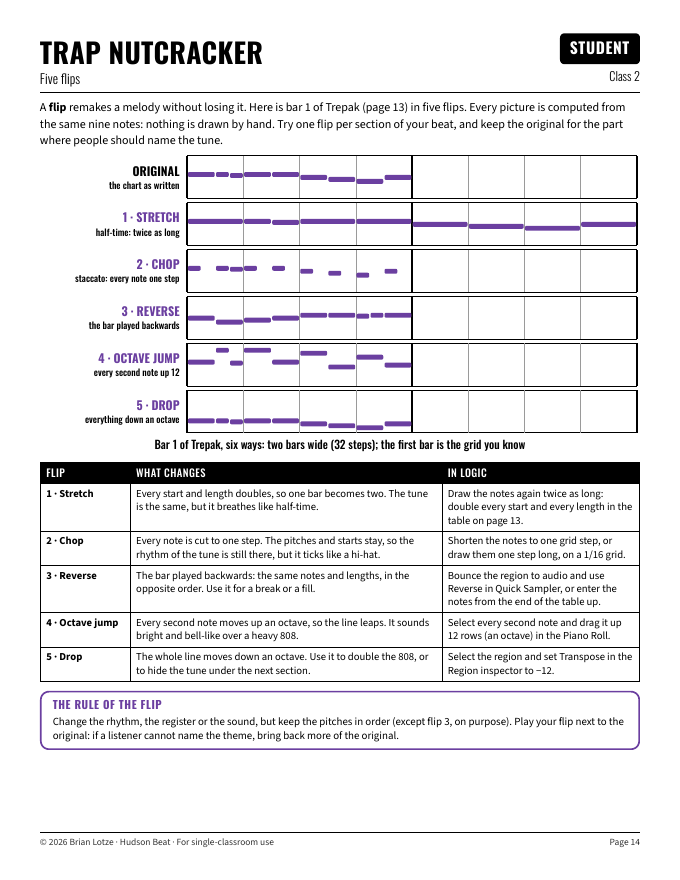 TRAP NUTCRACKER
STUDENT
Five flips
Class 2
A flip remakes a melody without losing it. Here is bar 1 of Trepak (page 13) in five flips. Every picture is computed from
the same nine notes: nothing is drawn by hand. Try one flip per section of your beat, and keep the original for the part
where people should name the tune.
ORIGINAL
the chart as written
1 · STRETCH
half-time: twice as long
2 · CHOP
staccato: every note one step
3 · REVERSE
the bar played backwards
4 · OCTAVE JUMP
every second note up 12
5 · DROP
everything down an octave
Bar 1 of Trepak, six ways: two bars wide (32 steps); the first bar is the grid you know
FLIP WHAT CHANGES IN LOGIC
1 · Stretch
Every start and length doubles, so one bar becomes two. The tune
is the same, but it breathes like half-time.
Draw the notes again twice as long:
double every start and every length in the
table on page 13.
2 · Chop
Every note is cut to one step. The pitches and starts stay, so the
rhythm of the tune is still there, but it ticks like a hi-hat.
Shorten the notes to one grid step, or
draw them one step long, on a 1/16 grid.
3 · Reverse
The bar played backwards: the same notes and lengths, in the
opposite order. Use it for a break or a fill.
Bounce the region to audio and use
Reverse in Quick Sampler, or enter the
notes from the end of the table up.
4 · Octave jump
Every second note moves up an octave, so the line leaps. It sounds
bright and bell-like over a heavy 808.
Select every second note and drag it up
12 rows (an octave) in the Piano Roll.
5 · Drop
The whole line moves down an octave. Use it to double the 808, or
to hide the tune under the next section.
Select the region and set Transpose in the
Region inspector to −12.
THE RULE OF THE FLIP
Change the rhythm, the register or the sound, but keep the pitches in order (except flip 3, on purpose). Play your flip next to the
original: if a listener cannot name the theme, bring back more of the original.
© 2026 Brian Lotze · Hudson Beat · For single-classroom use
Page 14